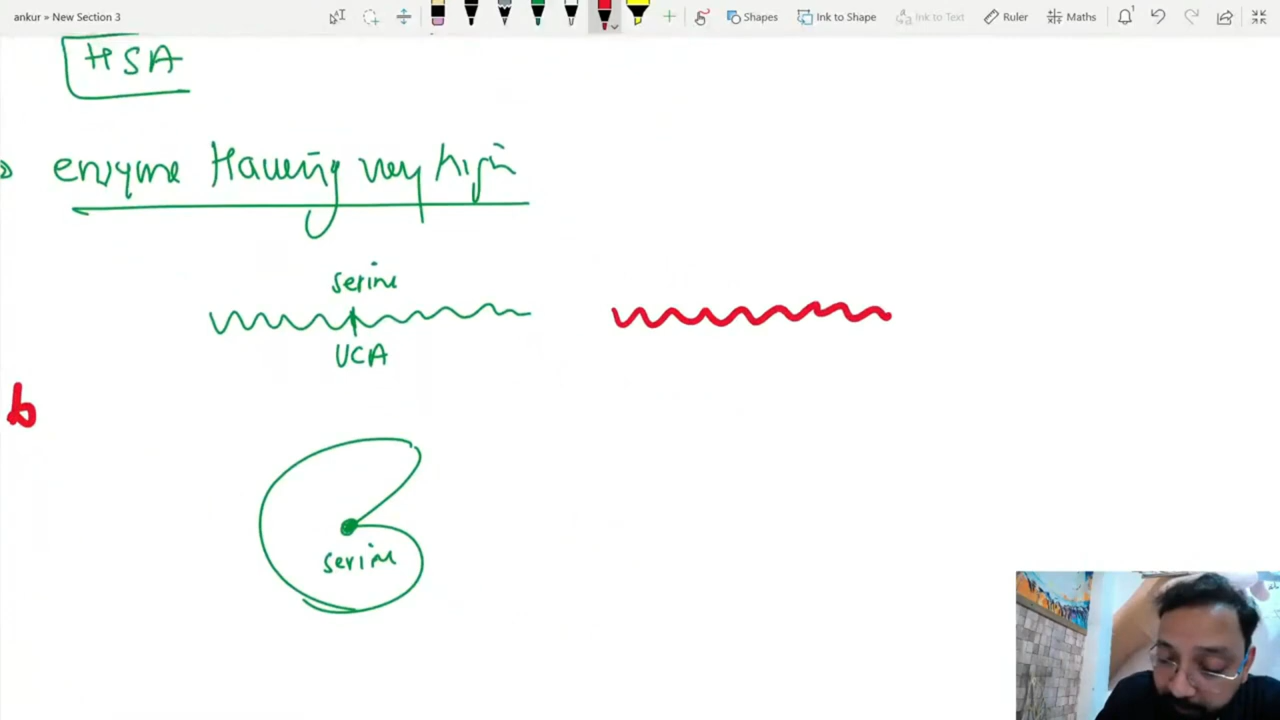 ankur » New Section 3
Shapes Ink to Shape Ink to Text Ruler Maths
HSA
enzyme Having very high
serine
UCA
b
serine